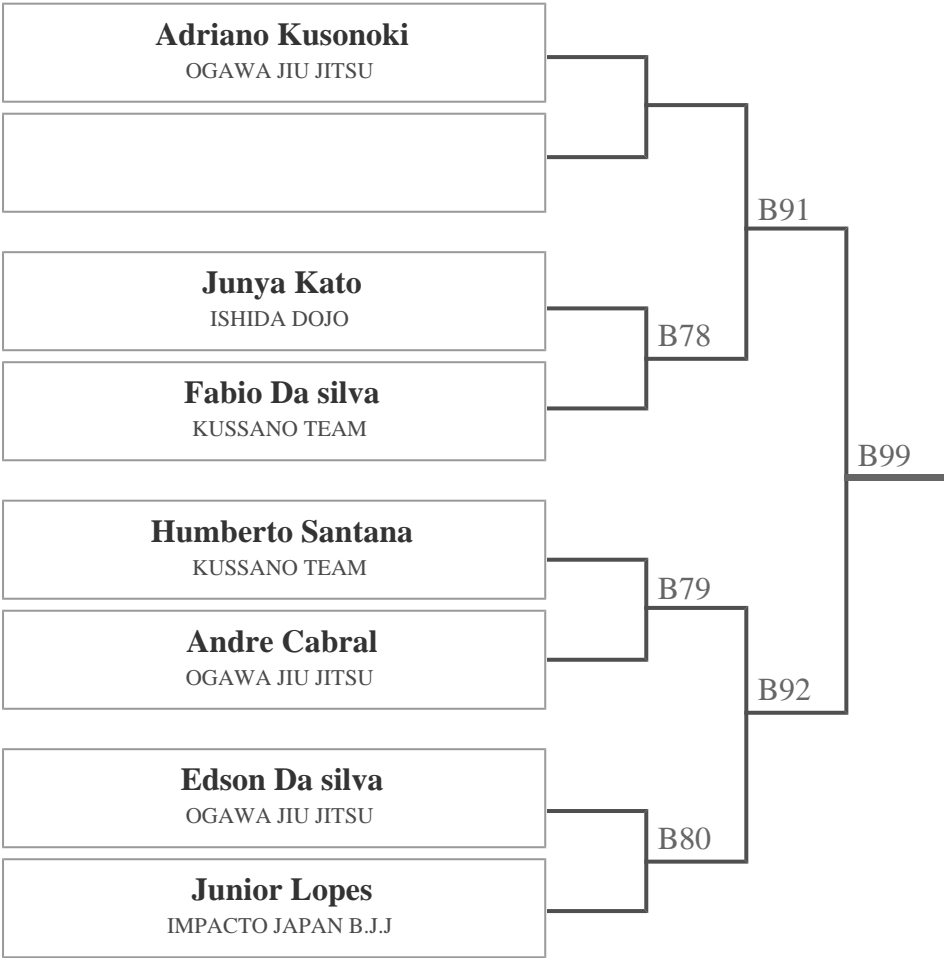 Adriano Kusonoki
OGAWA JIU JITSU
B91
Junya Kato
ISHIDA DOJO
B78
Fabio Da silva
KUSSANO TEAM
B99
Humberto Santana
KUSSANO TEAM
B79
Andre Cabral
OGAWA JIU JITSU
B92
Edson Da silva
OGAWA JIU JITSU
B80
Junior Lopes
IMPACTO JAPAN B.J.J